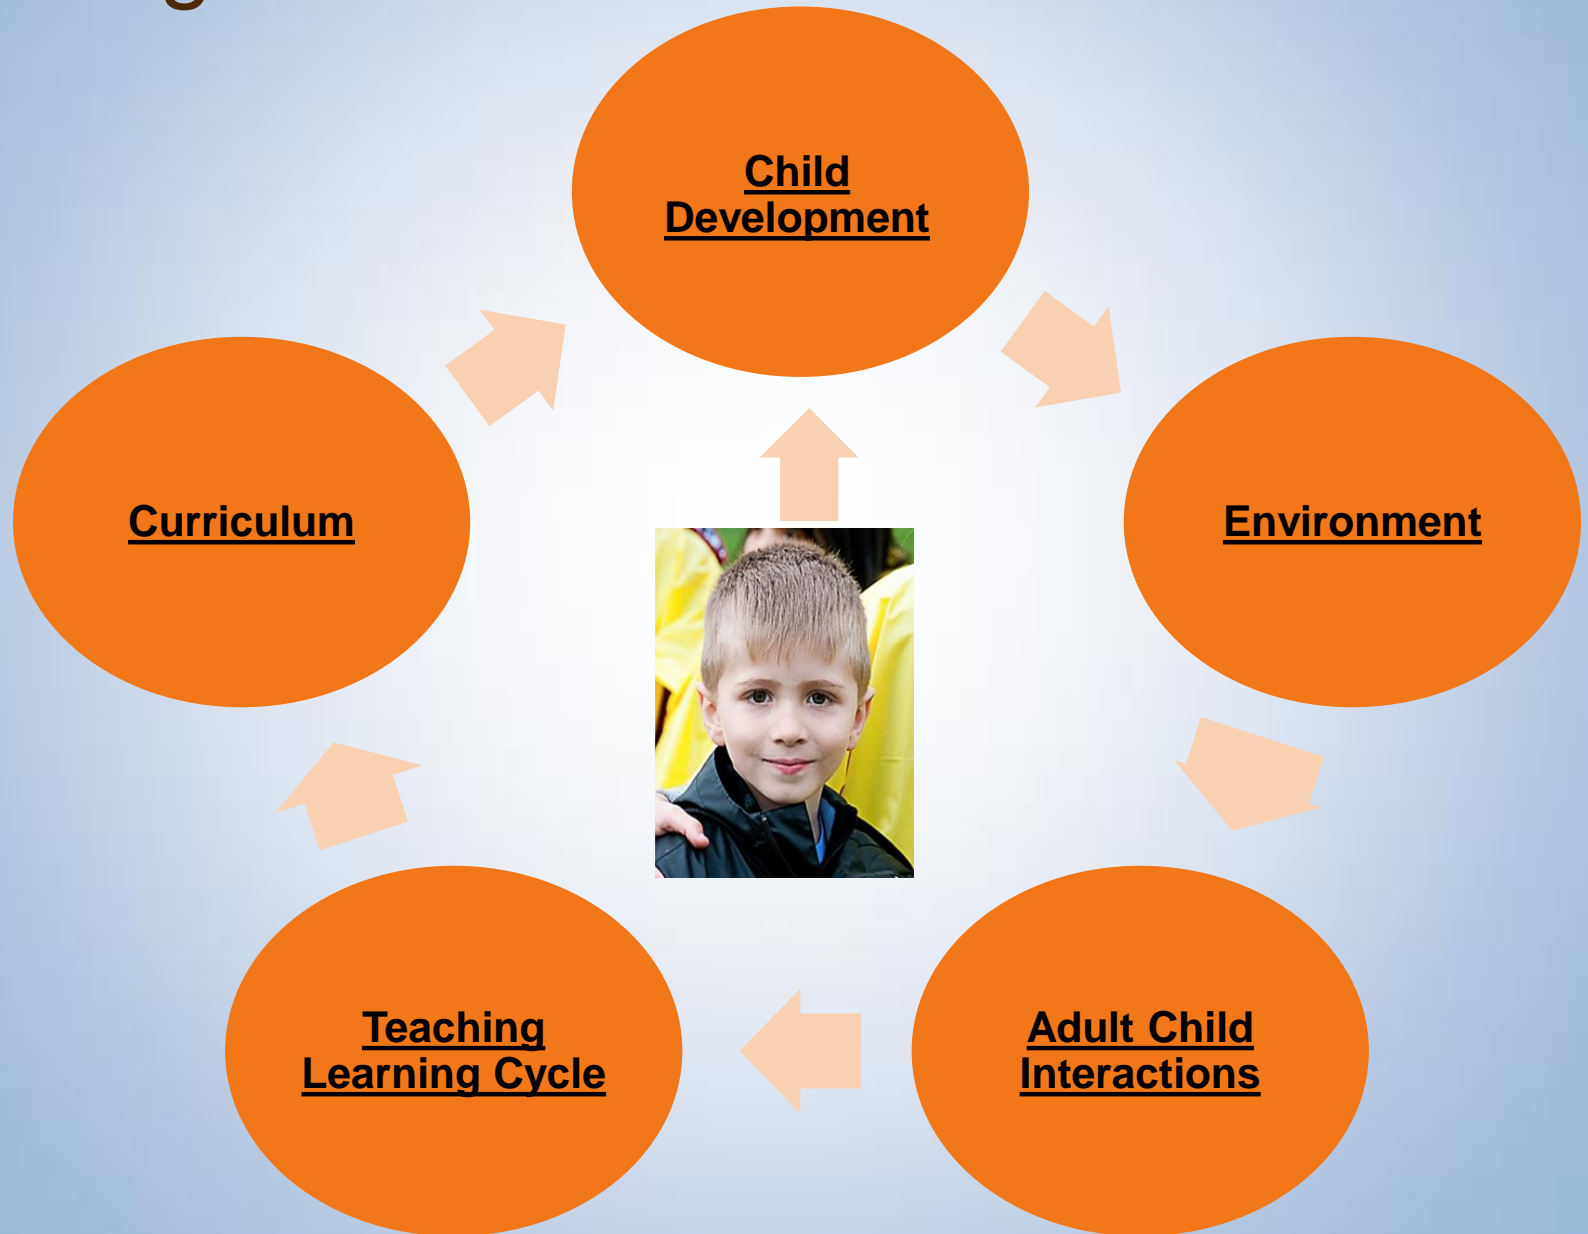 Child
Development
Curriculum
Environment
Teaching
Learning Cycle
Adult Child
Interactions